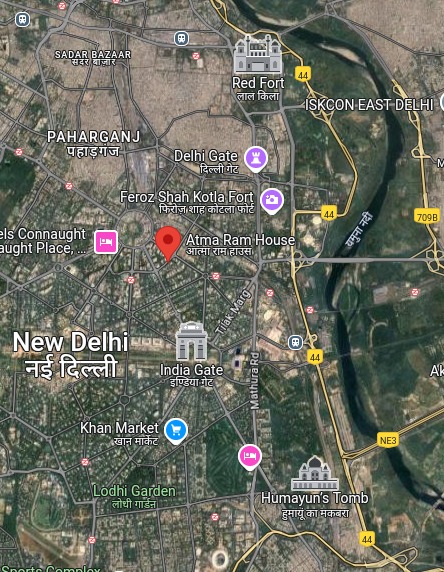 SADAR BAZAAR
सदर बाज़ार
Red Fort
लाल क़िला
44
ISKCON EAST DELHI
PAHARGANJ
पहाड़गंज
Delhi Gate
दिल्ली गेट
M
Feroz Shah Kotla Fort
फिरोज़ शाह कोटला फोर्ट
44
709B
यमुना नदी
els Connaught
aught Place, ...
Atma Ram House
आत्मा राम हाउस
Tilak Marg
New Delhi
नई दिल्ली
India Gate
इण्डिया गेट
44
Mathura Rd
Ak
Khan Market
खान मार्केट
NE3
Lodhi Garden
लोधी गार्डन
Humayun's Tomb
हुमायूं का मक़बरा
44
Sports Complex